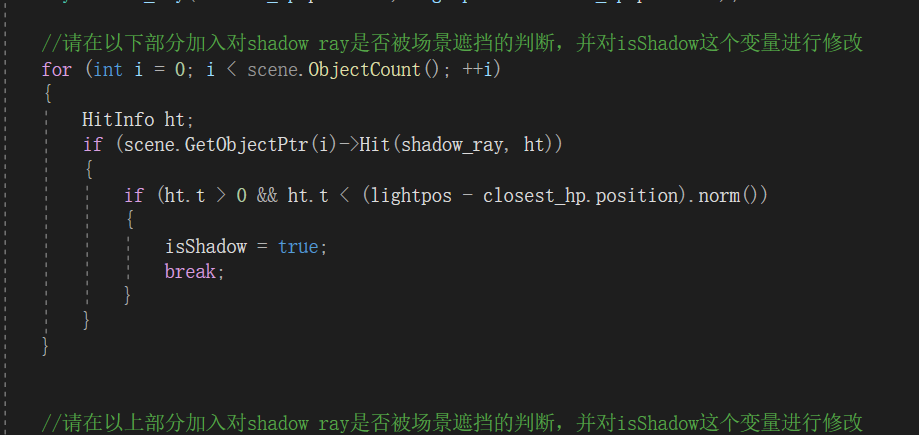 //请在以下部分加入对shadow ray是否被场景遮挡的判断，并对isShadow这个变量进行修改
for (int i = 0; i < scene.ObjectCount(); ++i)
{
HitInfo ht;
if (scene.GetObjectPtr(i)->Hit(shadow_ray, ht))
{
if (ht.t > 0 && ht.t < (lightpos - closest_hp.position).norm())
{
isShadow = true;
break;
}
}
}
//请在以上部分加入对shadow ray是否被场景遮挡的判断，并对isShadow这个变量进行修改